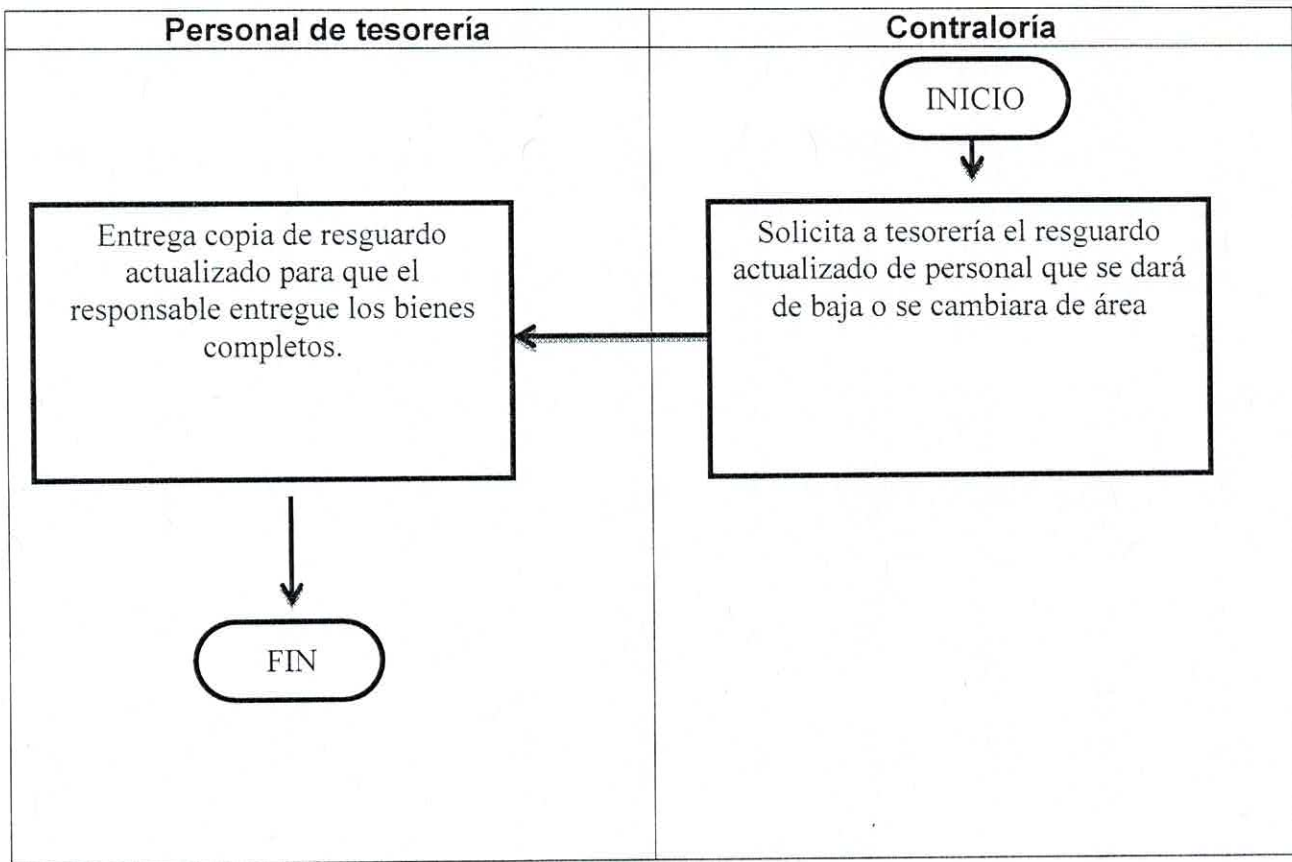 Personal de tesorería
Contraloría
INICIO
Solicita a tesorería el resguardo
actualizado de personal que se dará
de baja o se cambiara de área
Entrega copia de resguardo
actualizado para que el
responsable entregue los bienes
completos.
FIN